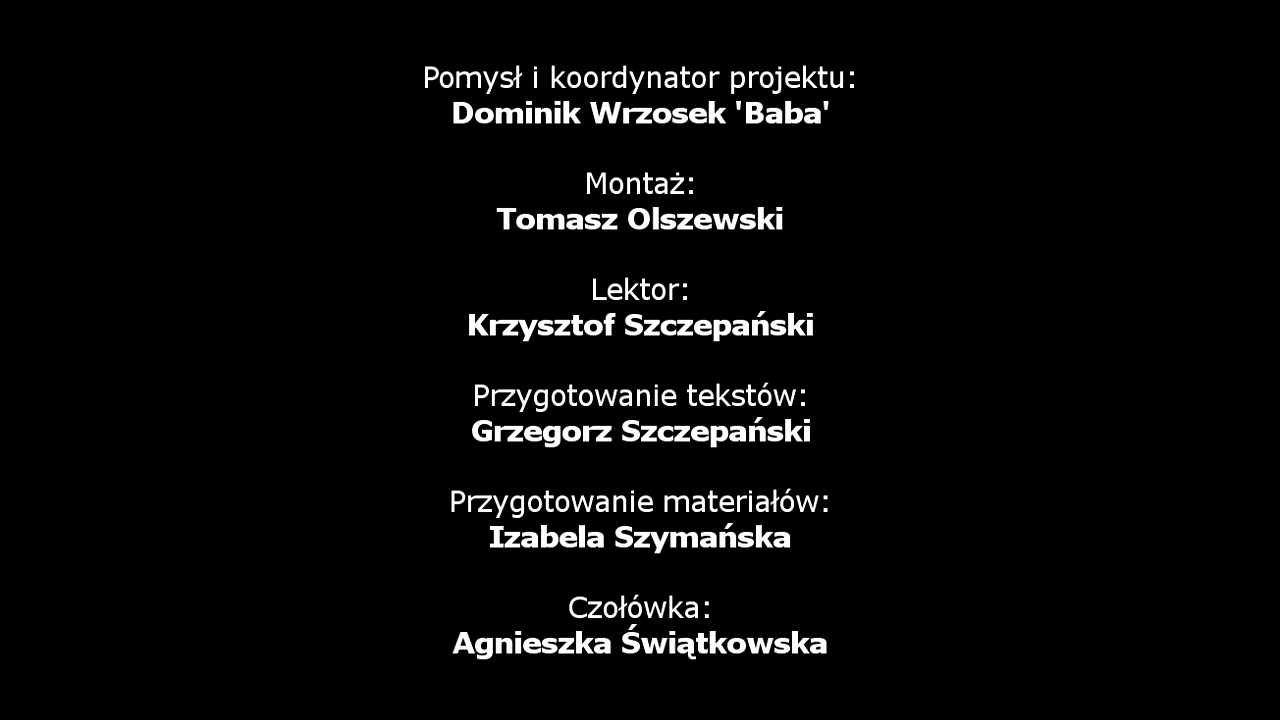 Pomysł i koordynator projektu:
Dominik Wrzosek 'Baba'
Montaż:
Tomasz Olszewski
Lektor:
Krzysztof Szczepański
Przygotowanie tekstów:
Grzegorz Szczepański
Przygotowanie materiałów:
Izabela Szymańska
Czołówka:
Agnieszka Świątkowska